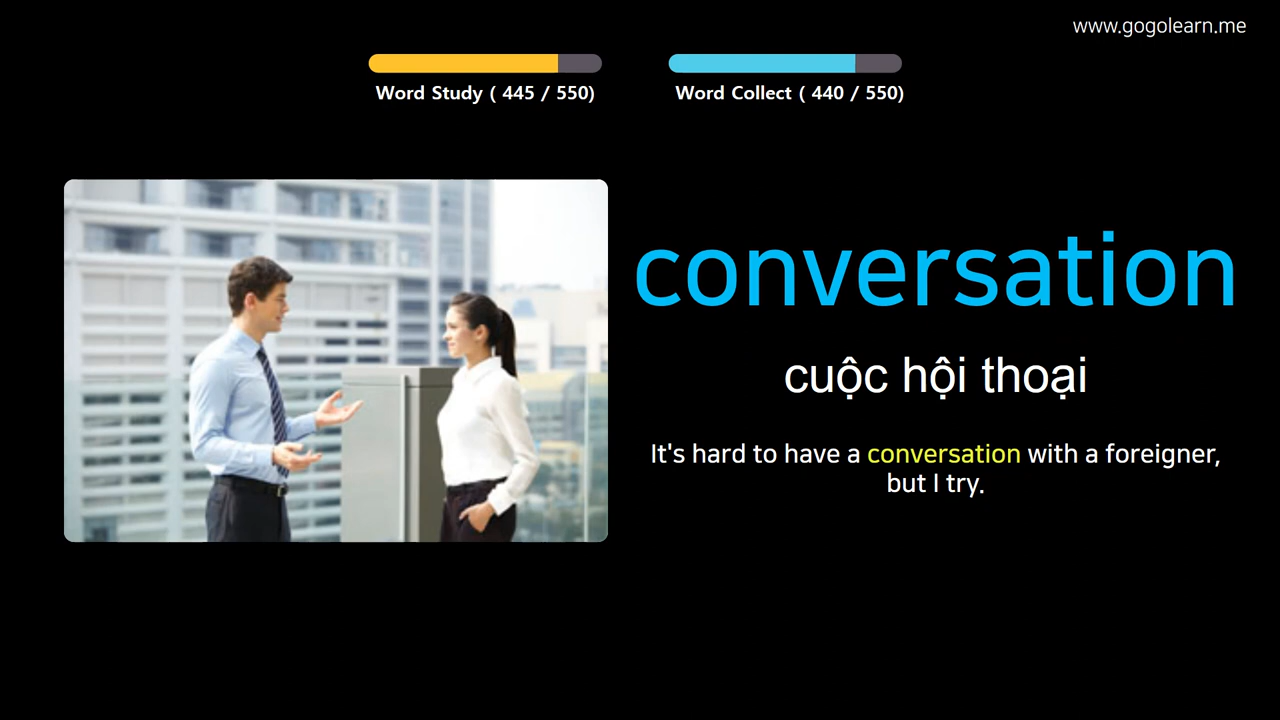 www.gogolearn.me
Word Study ( 445 / 550)
Word Collect ( 440 / 550)
conversation
cuộc hội thoại
It's hard to have a conversation with a foreigner,
but I try.